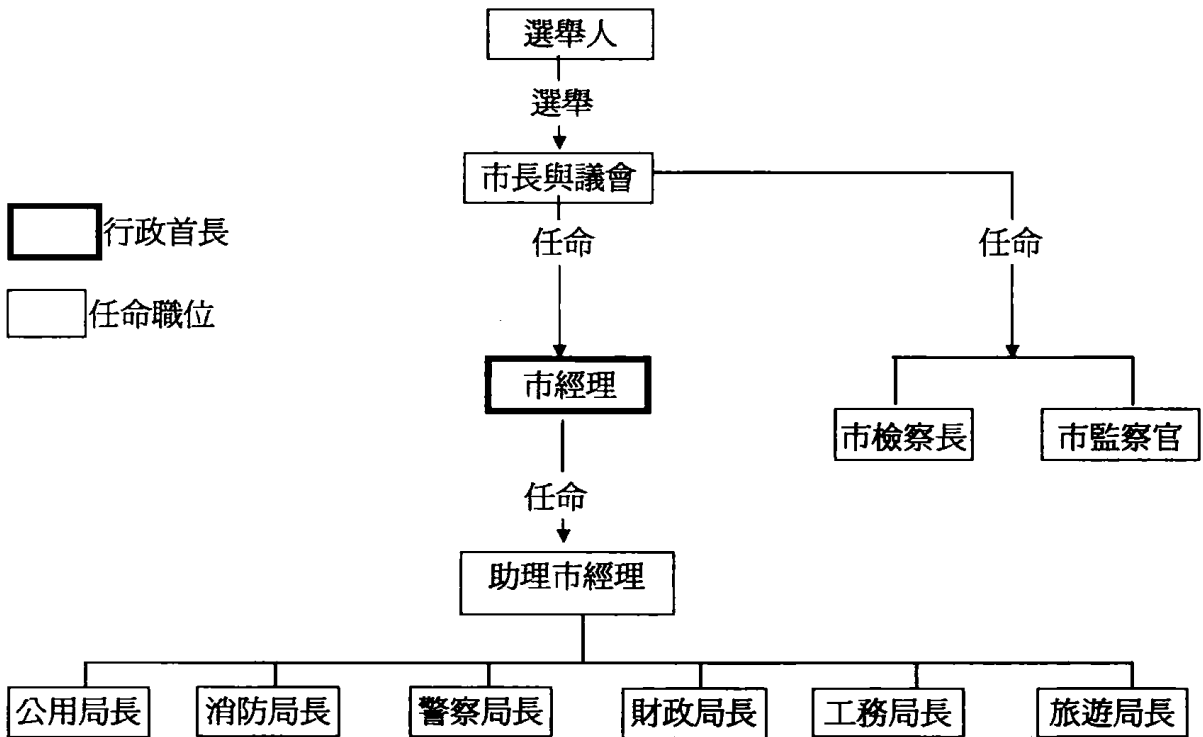 選舉人
選舉
市長與議會
行政首長
任命
任命
任命職位
市經理
市檢察長
市監察官
任命
助理市經理
公用局長
消防局長
警察局長
財政局長
工務局長
旅遊局長